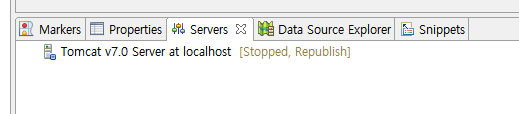 Markers Properties Servers Data Source Explorer Snippets
Tomcat v7.0 Server at localhost [Stopped, Republish]